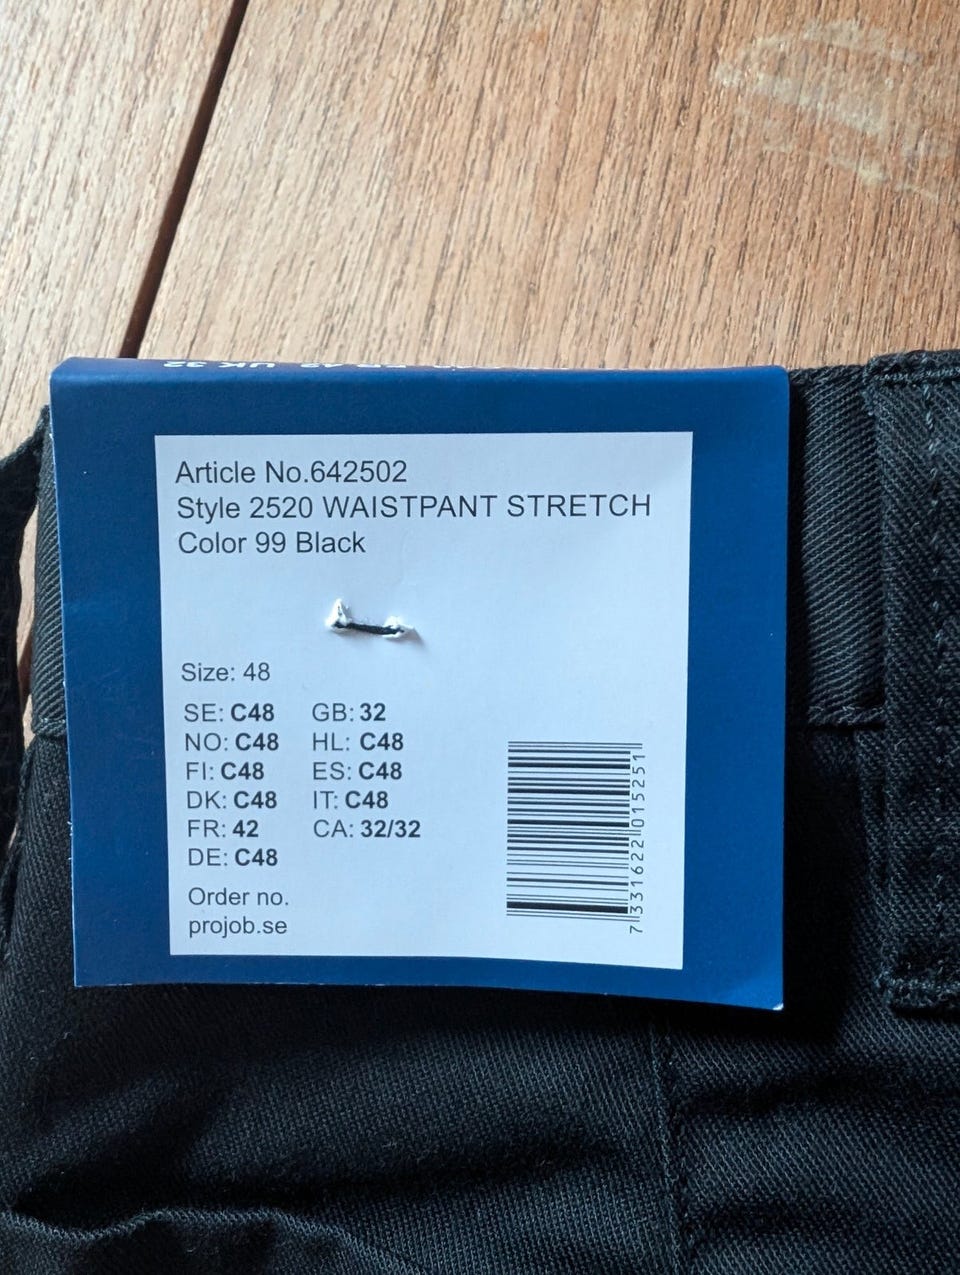 UK 32
Article No.642502
Style 2520 WAISTPANT STRETCH
Color 99 Black
Size: 48
SE: C48 GB: 32
NO: C48 HL: C48
FI: C48 ES: C48
DK: C48 IT: C48
FR: 42 CA: 32/32
DE: C48
Order no.
projob.se
7331622015251